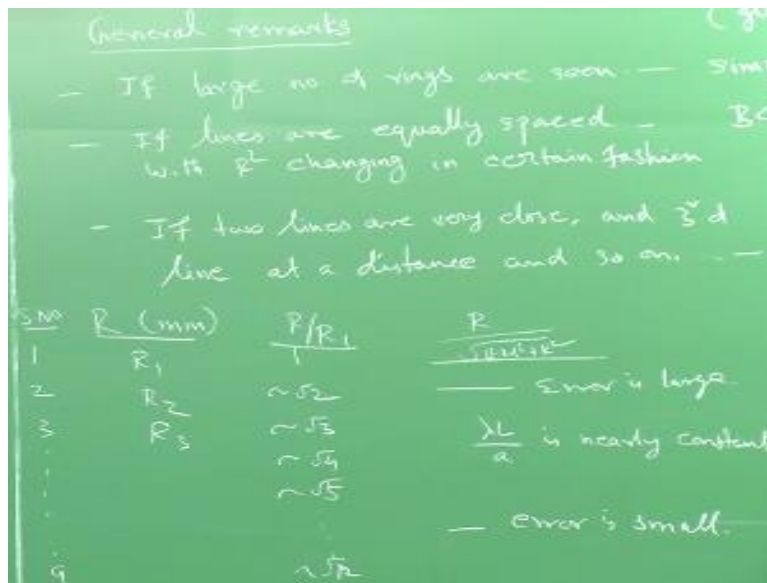 General remarks
— If large no of rings are seen —
— If lines are equally spaced —
with R² changing in certain fashion
— If two lines are very close, and 3rd
line at a distance and so on. —
S.NO R (mm) R/R₁ R
1 R₁ 1
2 R₂ ~√2 — Error is large
3 R₃ ~√3 λL/a is nearly constant
~√4
~√5
— error is small.
~√n